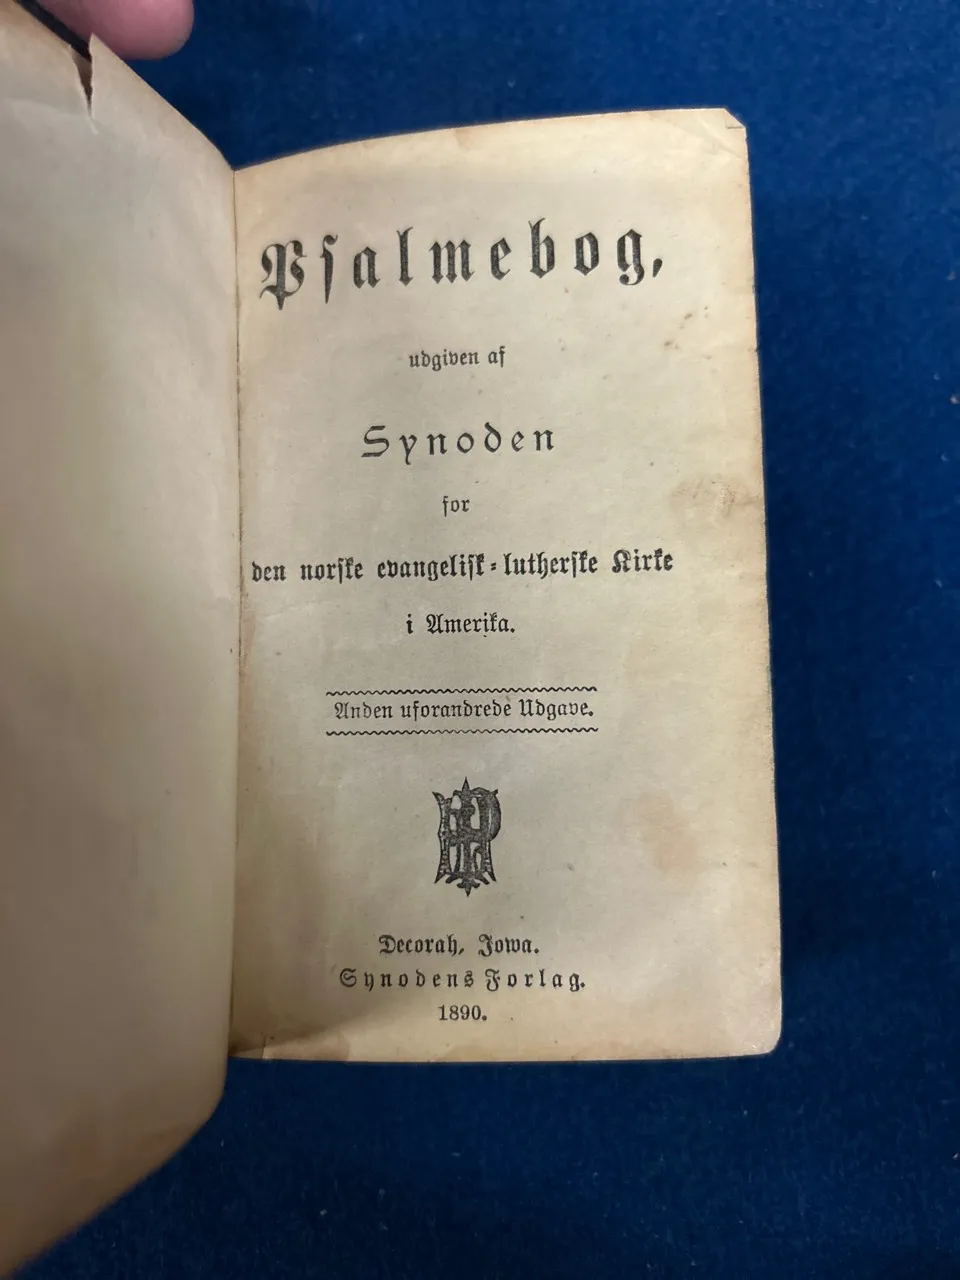 Psalmebog,
udgiven af
Synoden
for
den norske evangelisk-lutherske Kirke
i Amerika.
Anden uforandrede Udgave.
Decorah, Iowa.
Synodens Forlag.
1890.